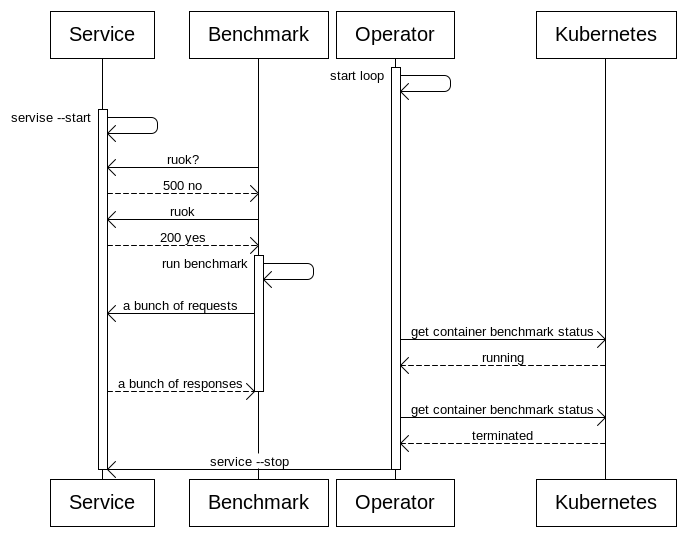 Service
Benchmark
Operator
Kubernetes
start loop
servise --start
ruok?
500 no
ruok
200 yes
run benchmark
a bunch of requests
get container benchmark status
running
a bunch of responses
get container benchmark status
terminated
service --stop
Service
Benchmark
Operator
Kubernetes